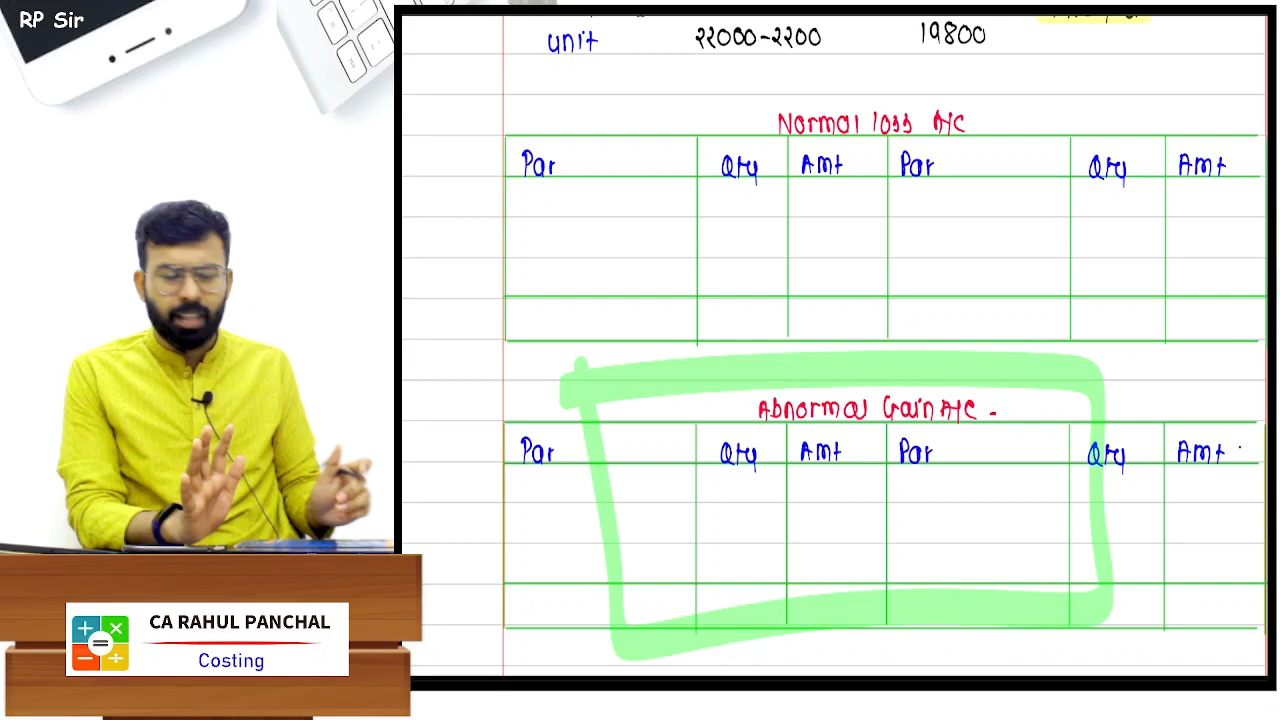 RP Sir
unit 22000-2200 19800
Normal loss A/C
Par Qty Amt Par Qty Amt
Abnormal Gain A/C -
Par Qty Amt Par Qty Amt
CA RAHUL PANCHAL
Costing